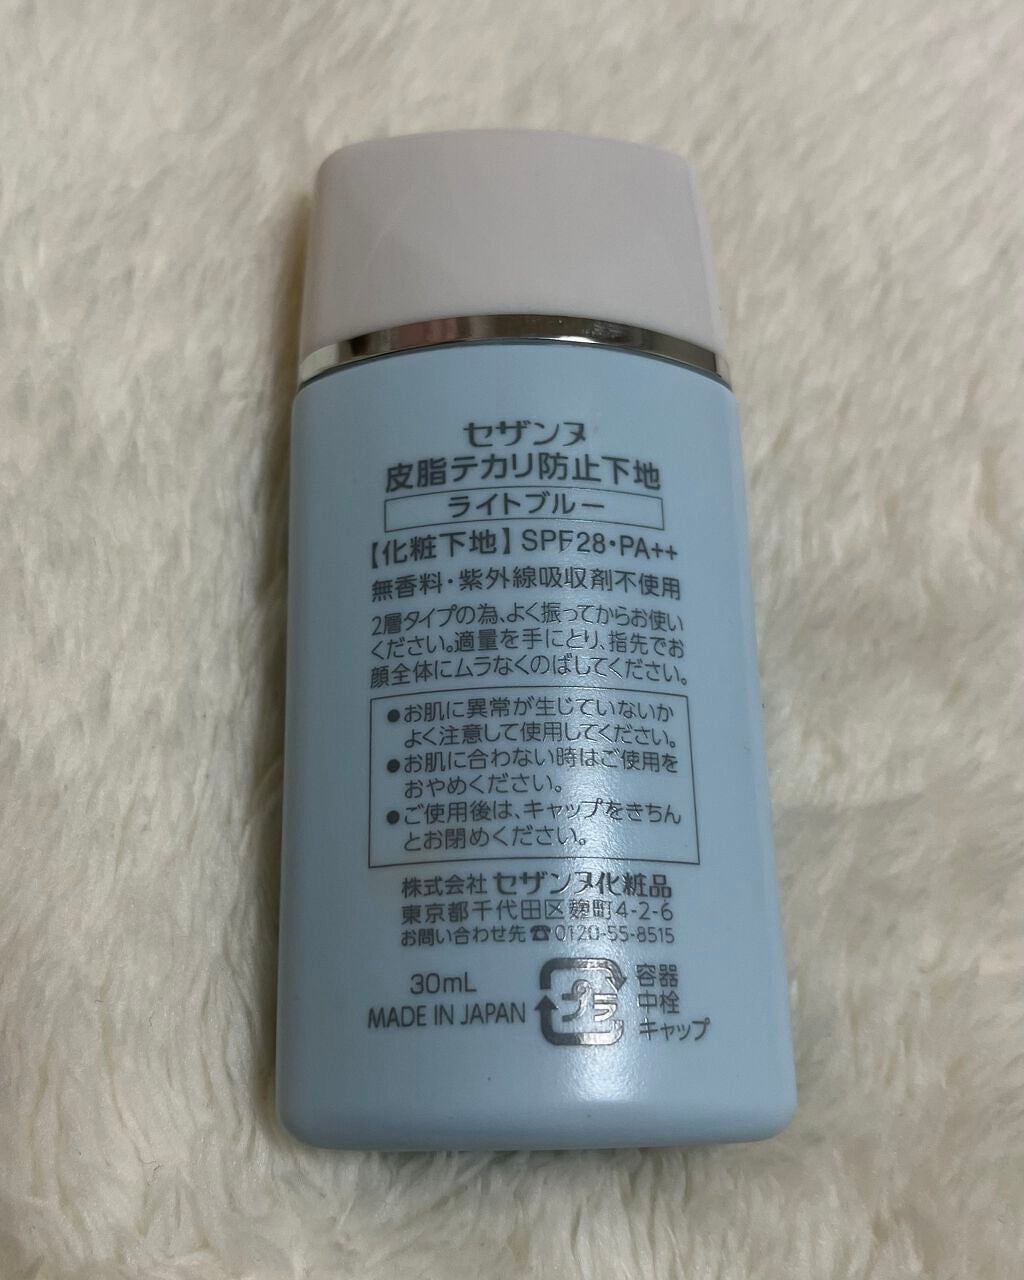 セザンヌ
皮脂テカリ防止下地
ライトブルー
【化粧下地】SPF28・PA++
無香料・紫外線吸収剤不使用
2層タイプの為、よく振ってからお使い
ください。適量を手にとり、指先でお
顔全体にムラなくのばしてください。
●お肌に異常が生じていないか
よく注意して使用してください。
●お肌に合わない時はご使用を
おやめください。
●ご使用後は、キャップをきちん
とお閉めください。
株式会社 セザンヌ化粧品
東京都千代田区麹町4-2-6
お問い合わせ先☎0120-55-8515
30mL
MADE IN JAPAN
プラ
容器
中栓
キャップ